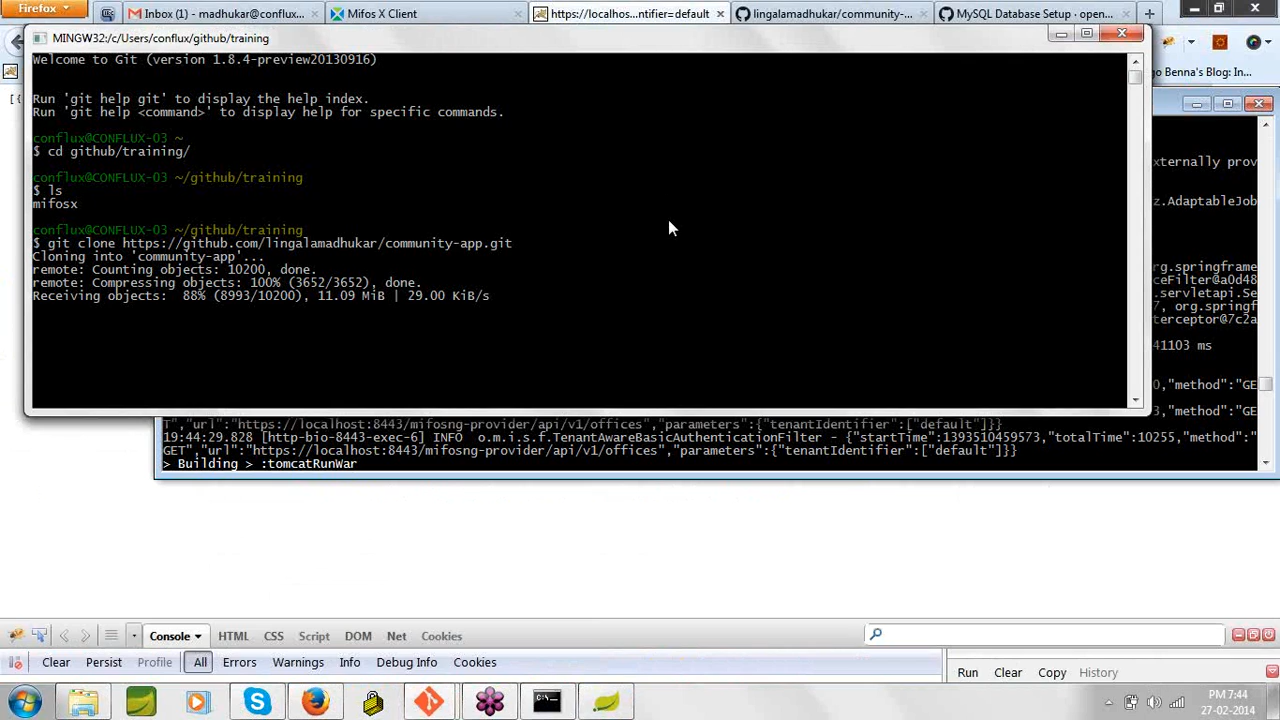 Firefox
Inbox (1) - madhukar@conflux...
Mifos X Client
https://localhos...ntifier=default
lingalamadhukar/community-...
MySQL Database Setup · open...
MINGW32:/c/Users/conflux/github/training
go Benna's Blog: In...
Welcome to Git (version 1.8.4-preview20130916)
[{
Run 'git help git' to display the help index.
Run 'git help <command>' to display help for specific commands.
conflux@CONFLUX-03 ~
$ cd github/training/
externally prov
conflux@CONFLUX-03 ~/github/training
$ ls
mifosx
z.AdaptableJob
conflux@CONFLUX-03 ~/github/training
$ git clone https://github.com/lingalamadhukar/community-app.git
Cloning into 'community-app'...
remote: Counting objects: 10200, done.
remote: Compressing objects: 100% (3652/3652), done.
Receiving objects:  88% (8993/10200), 11.09 MiB | 29.00 KiB/s
org.springframe
ceFilter@a0d48
.servletapi.Se
7, org.springf
terceptor@7c2a
41103 ms
0,"method":"GE
3,"method":"GE
T","url":"https://localhost:8443/mifosng-provider/api/v1/offices","parameters":{"tenantIdentifier":["default"]}}
19:44:29.828 [http-bio-8443-exec-6] INFO  o.m.i.s.f.TenantAwareBasicAuthenticationFilter - {"startTime":1393510459573,"totalTime":10255,"method":"
GET","url":"https://localhost:8443/mifosng-provider/api/v1/offices","parameters":{"tenantIdentifier":["default"]}}
> Building > :tomcatRunWar
Console HTML CSS Script DOM Net Cookies
Clear Persist Profile All Errors Warnings Info Debug Info Cookies
Run Clear Copy History
PM 7:44
27-02-2014